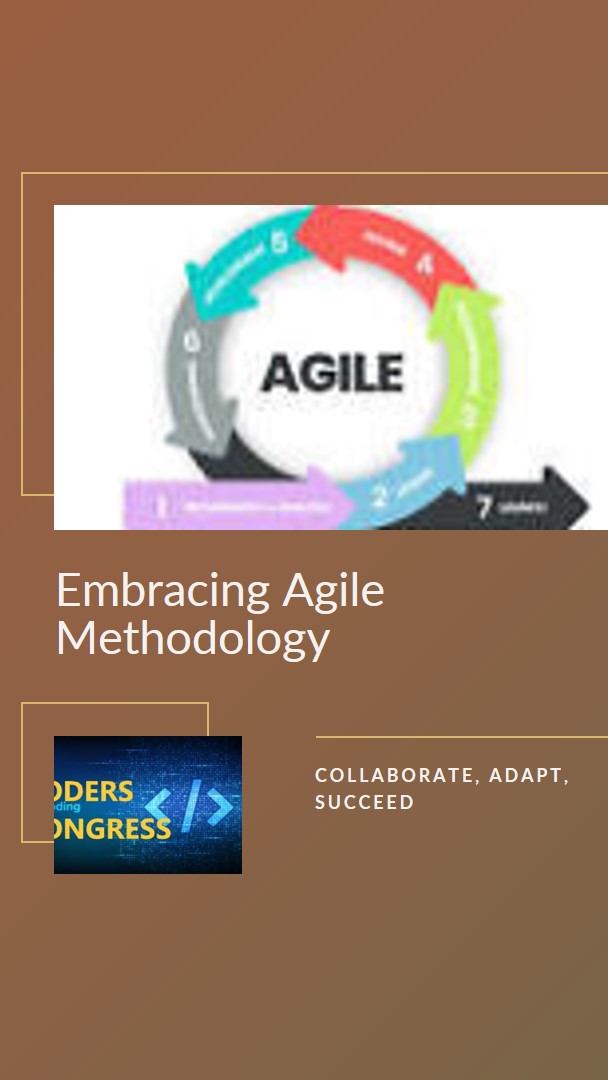 5
4
6
AGILE
3
1
2
7
Embracing Agile
Methodology
ODERS
ding
ONGRESS
</>
COLLABORATE, ADAPT,
SUCCEED